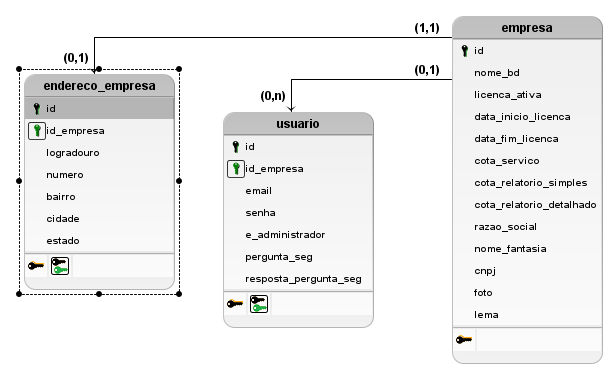 (1,1)
(0,1)
(0,1)
(0,n)
endereco_empresa
id
id_empresa
logradouro
numero
bairro
cidade
estado
usuario
id
id_empresa
email
senha
e_administrador
pergunta_seg
resposta_pergunta_seg
empresa
id
nome_bd
licenca_ativa
data_inicio_licenca
data_fim_licenca
cota_servico
cota_relatorio_simples
cota_relatorio_detalhado
razao_social
nome_fantasia
cnpj
foto
lema